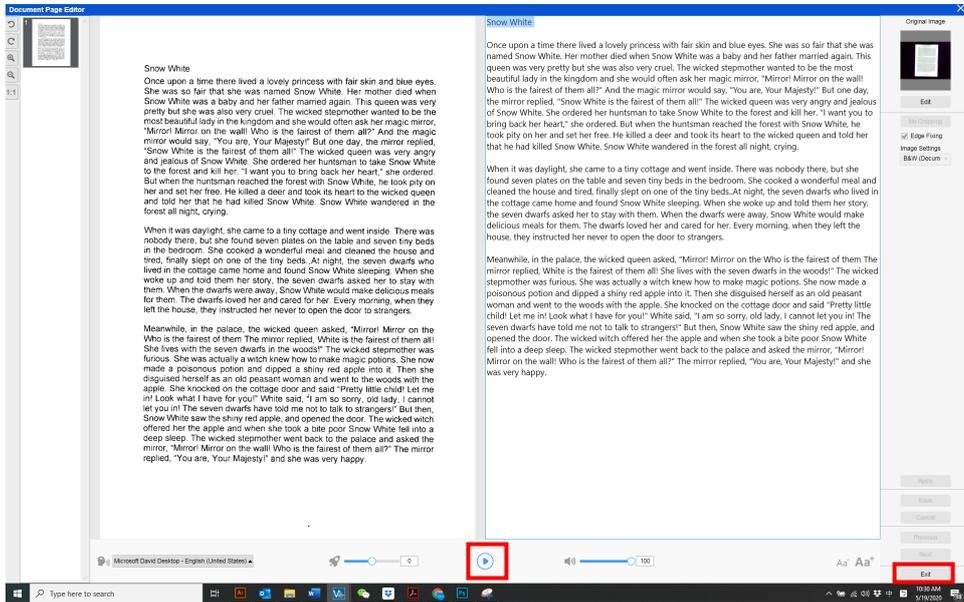 Document Page Editor
1
1:1
Snow White
Once upon a time there lived a lovely princess with fair skin and blue eyes.
She was so fair that she was named Snow White. Her mother died when
Snow White was a baby and her father married again. This queen was very
pretty but she was also very cruel. The wicked stepmother wanted to be the
most beautiful lady in the kingdom and she would often ask her magic mirror,
"Mirror! Mirror on the wall! Who is the fairest of them all?" And the magic
mirror would say, "You are, Your Majesty!" But one day, the mirror replied,
"Snow White is the fairest of them all!" The wicked queen was very angry
and jealous of Snow White. She ordered her huntsman to take Snow White
to the forest and kill her. "I want you to bring back her heart," she ordered.
But when the huntsman reached the forest with Snow White, he took pity on
her and set her free. He killed a deer and took its heart to the wicked queen
and told her that he had killed Snow White. Snow White wandered in the
forest all night, crying.
When it was daylight, she came to a tiny cottage and went inside. There was
nobody there, but she found seven plates on the table and seven tiny beds
in the bedroom. She cooked a wonderful meal and cleaned the house and
tired, finally slept on one of the tiny beds.,At night, the seven dwarfs who
lived in the cottage came home and found Snow White sleeping. When she
woke up and told them her story, the seven dwarfs asked her to stay with
them. When the dwarfs were away, Snow White would make delicious meals
for them. The dwarfs loved her and cared for her. Every morning, when they
left the house, they instructed her never to open the door to strangers.
Meanwhile, in the palace, the wicked queen asked, "Mirror! Mirror on the
Who is the fairest of them The mirror replied, White is the fairest of them all!
She lives with the seven dwarfs in the woods!" The wicked stepmother was
furious. She was actually a witch knew how to make magic potions. She now
made a poisonous potion and dipped a shiny red apple into it. Then she
disguised herself as an old peasant woman and went to the woods with the
apple. She knocked on the cottage door and said "Pretty little child! Let me
in! Look what I have for you!" White said, "I am so sorry, old lady, I cannot
let you in! The seven dwarfs have told me not to talk to strangers!" But then,
Snow White saw the shiny red apple, and opened the door. The wicked witch
offered her the apple and when she took a bite poor Snow White fell into a
deep sleep. The wicked stepmother went back to the palace and asked the
mirror, "Mirror! Mirror on the wall! Who is the fairest of them all?" The mirror
replied, "You are, Your Majesty!" and she was very happy.
Snow White
Once upon a time there lived a lovely princess with fair skin and blue eyes. She was so fair that she was
named Snow White. Her mother died when Snow White was a baby and her father married again. This
queen was very pretty but she was also very cruel. The wicked stepmother wanted to be the most
beautiful lady in the kingdom and she would often ask her magic mirror, "Mirror! Mirror on the wall!
Who is the fairest of them all?" And the magic mirror would say, "You are, Your Majesty!" But one day,
the mirror replied, "Snow White is the fairest of them all!" The wicked queen was very angry and jealous
of Snow White. She ordered her huntsman to take Snow White to the forest and kill her. "I want you to
bring back her heart," she ordered. But when the huntsman reached the forest with Snow White, he
took pity on her and set her free. He killed a deer and took its heart to the wicked queen and told her
that he had killed Snow White. Snow White wandered in the forest all night, crying.
When it was daylight, she came to a tiny cottage and went inside. There was nobody there, but she
found seven plates on the table and seven tiny beds in the bedroom. She cooked a wonderful meal and
cleaned the house and tired, finally slept on one of the tiny beds.,At night, the seven dwarfs who lived in
the cottage came home and found Snow White sleeping. When she woke up and told them her story,
the seven dwarfs asked her to stay with them. When the dwarfs were away, Snow White would make
delicious meals for them. The dwarfs loved her and cared for her. Every morning, when they left the
house, they instructed her never to open the door to strangers.
Meanwhile, in the palace, the wicked queen asked, "Mirror! Mirror on the Who is the fairest of them The
mirror replied, White is the fairest of them all! She lives with the seven dwarfs in the woods!" The wicked
stepmother was furious. She was actually a witch knew how to make magic potions. She now made a
poisonous potion and dipped a shiny red apple into it. Then she disguised herself as an old peasant
woman and went to the woods with the apple. She knocked on the cottage door and said "Pretty little
child! Let me in! Look what I have for you!" White said, "I am so sorry, old lady, I cannot let you in! The
seven dwarfs have told me not to talk to strangers!" But then, Snow White saw the shiny red apple, and
opened the door. The wicked witch offered her the apple and when she took a bite poor Snow White
fell into a deep sleep. The wicked stepmother went back to the palace and asked the mirror, "Mirror!
Mirror on the wall! Who is the fairest of them all?" The mirror replied, "You are, Your Majesty!" and she
was very happy.
Original Image
Edit
No Cropping
Edge Fixing
Image Settings
B&W (Docum
Apply
Save
Cancel
Previous
Next
Exit
Microsoft David Desktop - English (United States)
0
100
Aa-
Aa+
Type here to search
中
10:30 AM
5/19/2020